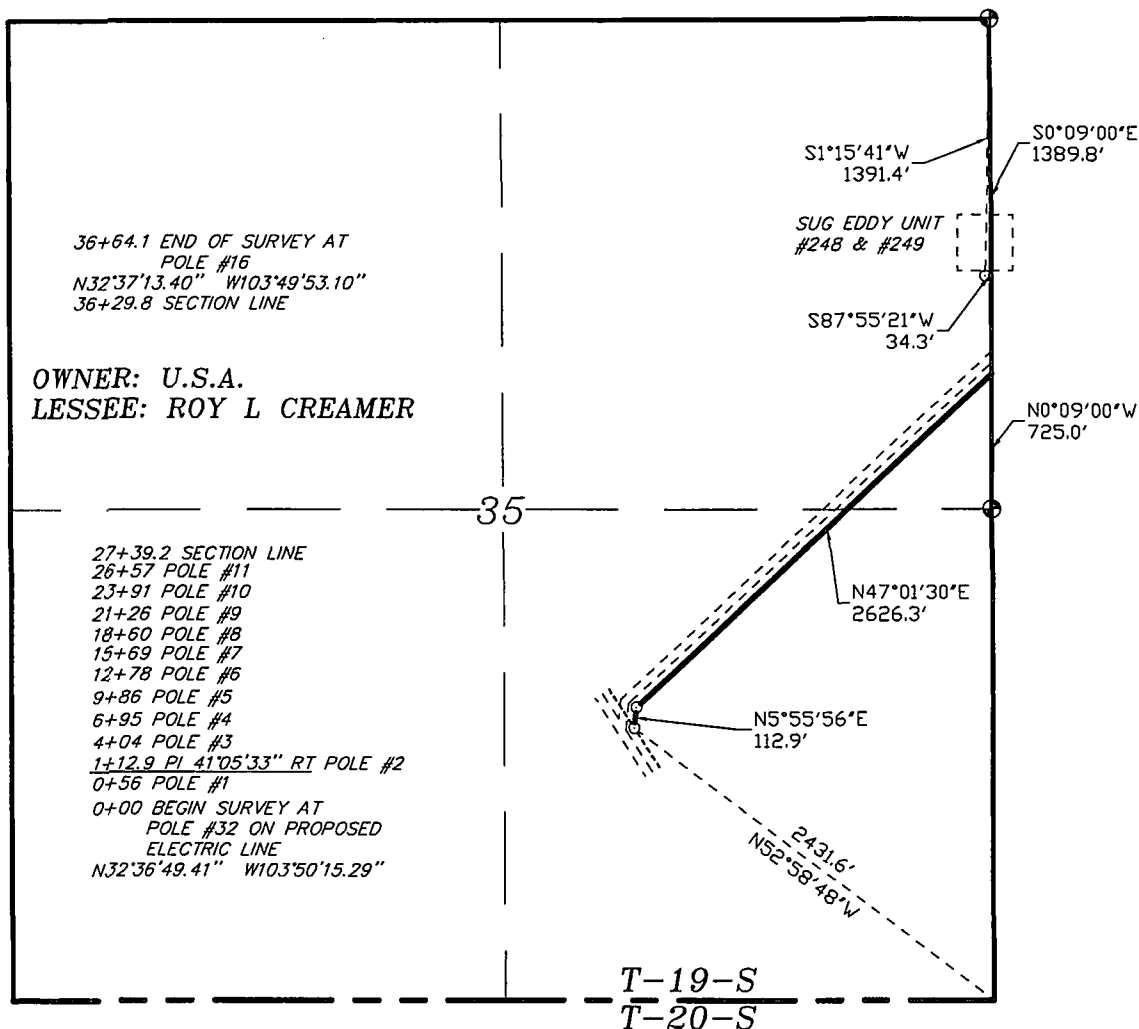 S0°09'00"E
1389.8'
S1°15'41"W
1391.4'
SUG EDDY UNIT
#248 & #249
36+64.1 END OF SURVEY AT
POLE #16
N32°37'13.40" W103°49'53.10"
36+29.8 SECTION LINE
S87°55'21"W
34.3'
OWNER: U.S.A.
LESSEE: ROY L CREAMER
N0°09'00"W
725.0'
35
27+39.2 SECTION LINE
26+57 POLE #11
23+91 POLE #10
21+26 POLE #9
18+60 POLE #8
15+69 POLE #7
12+78 POLE #6
9+86 POLE #5
6+95 POLE #4
4+04 POLE #3
1+12.9 PI 41°05'33" RT POLE #2
0+56 POLE #1
0+00 BEGIN SURVEY AT
POLE #32 ON PROPOSED
ELECTRIC LINE
N32°36'49.41" W103°50'15.29"
N47°01'30"E
2626.3'
N5°55'56"E
112.9'
2431.6'
N52°58'48"W
T-19-S
T-20-S